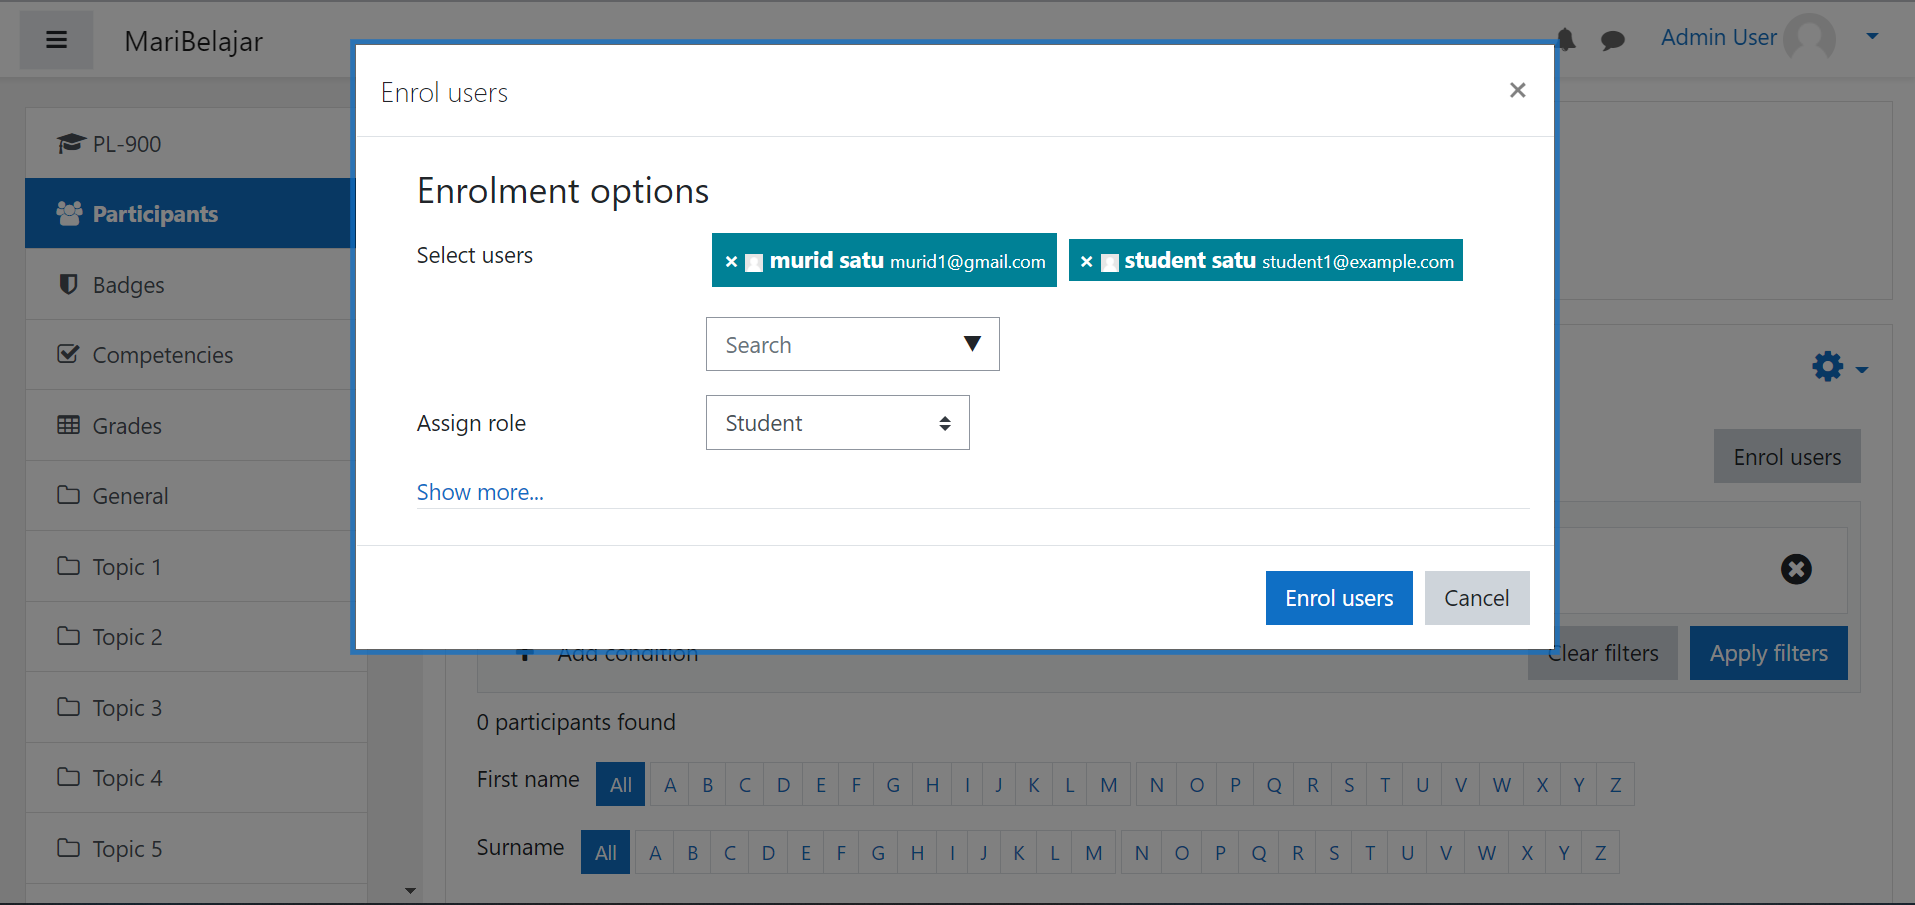 MariBelajar
Admin User
Enrol users
×
PL-900
Participants
Badges
Competencies
Grades
General
Topic 1
Topic 2
Topic 3
Topic 4
Topic 5
Enrolment options
Select users
× murid satu murid1@gmail.com
× student satu student1@example.com
Search
Assign role
Student
Show more...
Enrol users
Cancel
Enrol users
Add condition
Clear filters
Apply filters
0 participants found
First name All A B C D E F G H I J K L M N O P Q R S T U V W X Y Z
Surname All A B C D E F G H I J K L M N O P Q R S T U V W X Y Z